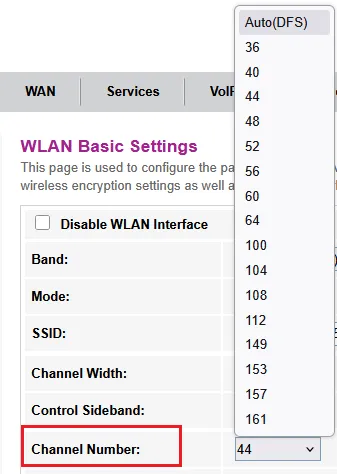 Auto(DFS)
36
40
44
48
52
56
60
64
100
104
108
112
149
153
157
161
WAN Services
WLAN Basic Settings
This page is used to configure the
wireless encryption settings as well
Disable WLAN Interface
Band:
Mode:
SSID:
Channel Width:
Control Sideband:
Channel Number: 44